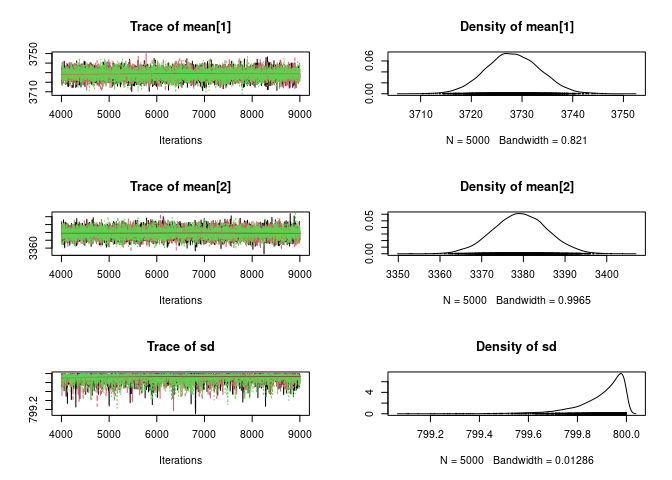 Trace of mean[1]
3710 3750
4000 5000 6000 7000 8000 9000
Iterations
Density of mean[1]
0.00 0.06
3710 3720 3730 3740 3750
N = 5000 Bandwidth = 0.821
Trace of mean[2]
3360
4000 5000 6000 7000 8000 9000
Iterations
Density of mean[2]
0.00 0.05
3350 3360 3370 3380 3390 3400
N = 5000 Bandwidth = 0.9965
Trace of sd
799.2
4000 5000 6000 7000 8000 9000
Iterations
Density of sd
0 4
799.2 799.4 799.6 799.8 800.0
N = 5000 Bandwidth = 0.01286